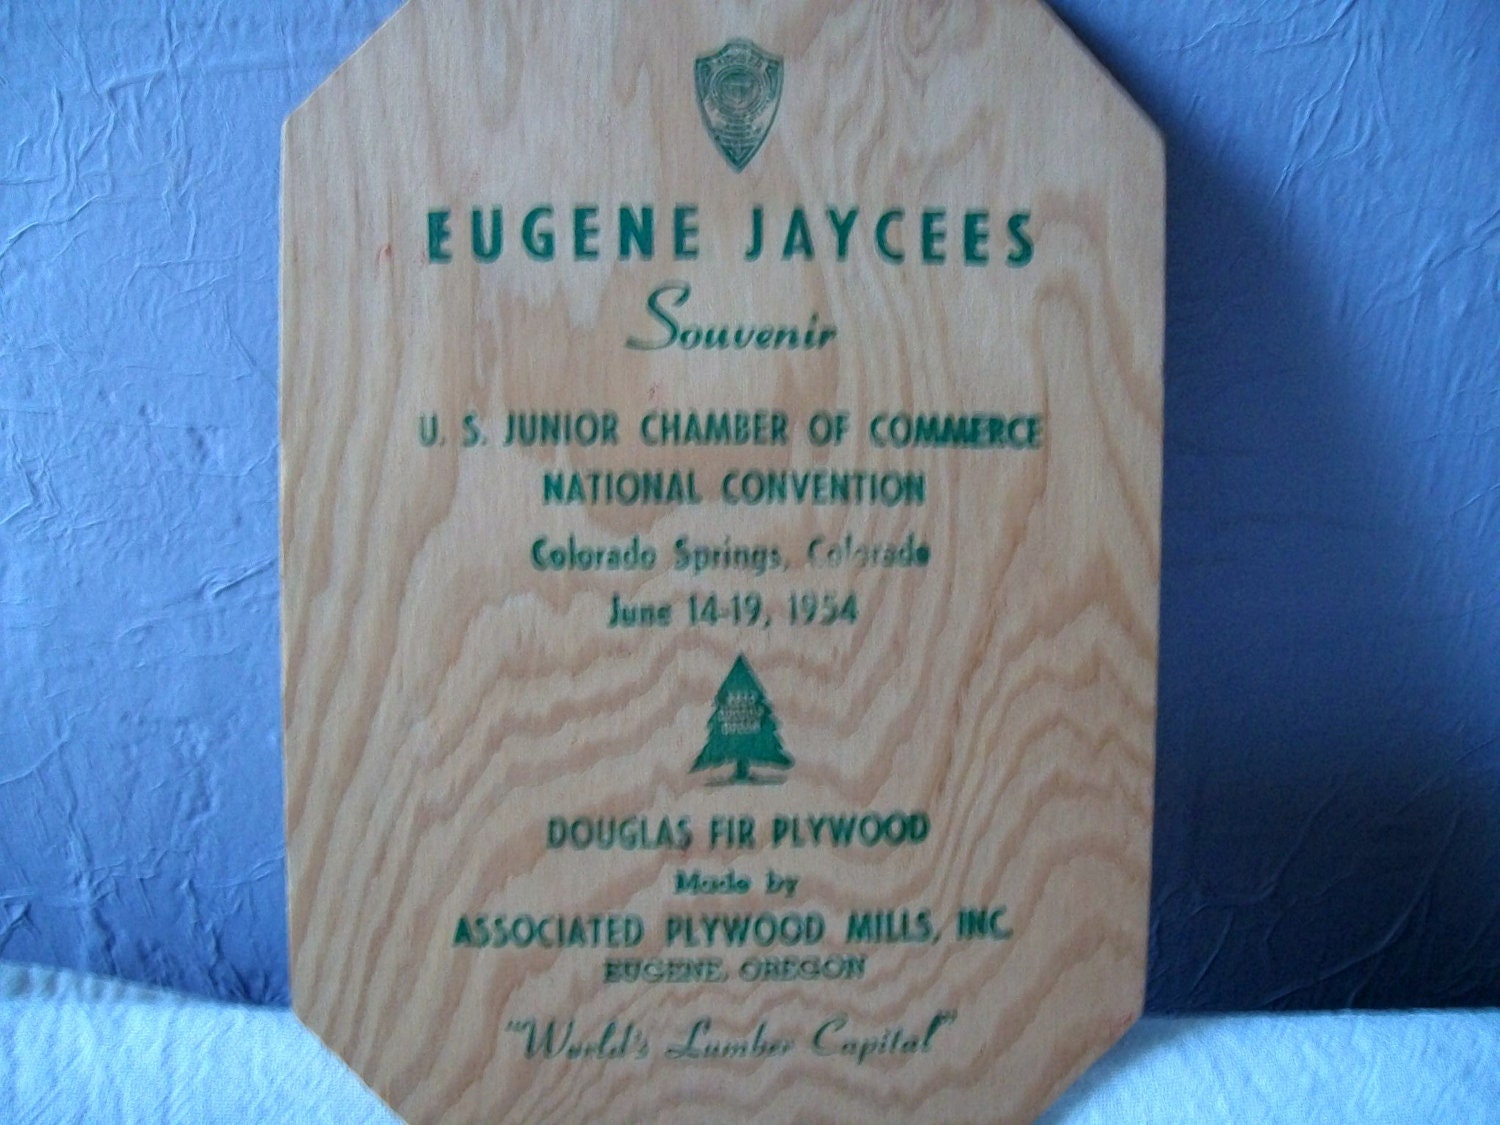 EUGENE JAYCEES
Souvenir
U. S. JUNIOR CHAMBER OF COMMERCE
NATIONAL CONVENTION
Colorado Springs, Colorado
June 14-19, 1954
DOUGLAS FIR PLYWOOD
Made by
ASSOCIATED PLYWOOD MILLS, INC.
EUGENE, OREGON
"World's Lumber Capital"